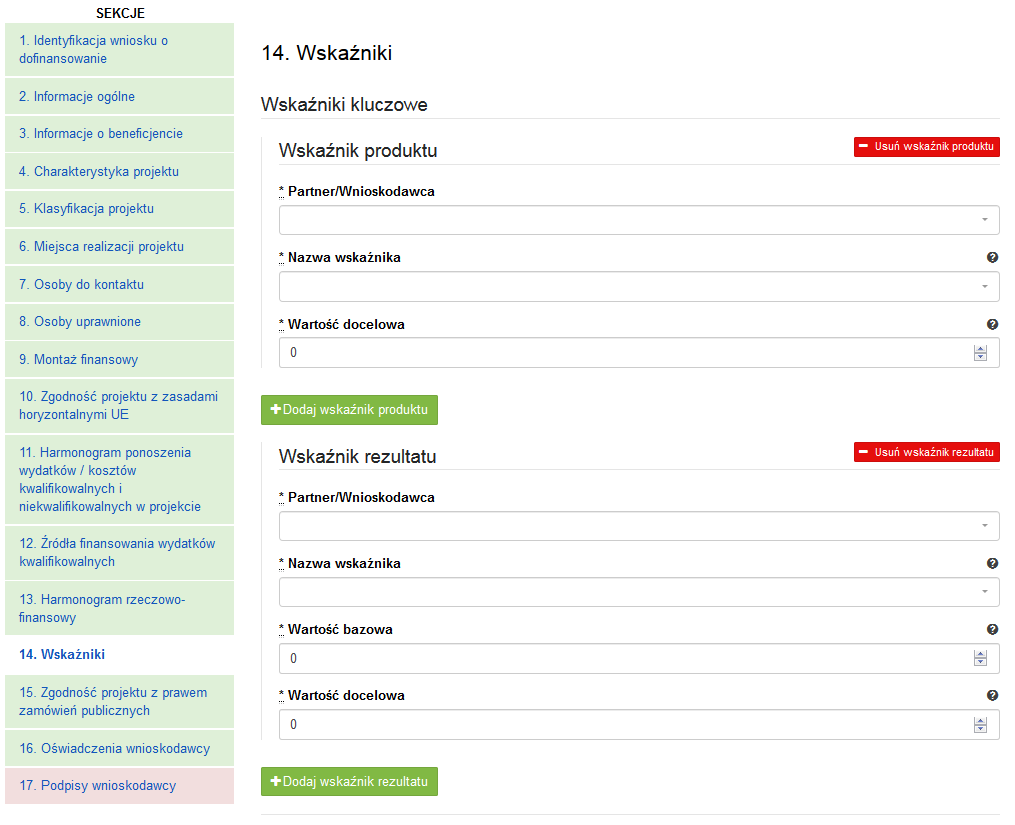 SEKCJE
1. Identyfikacja wniosku o
dofinansowanie
2. Informacje ogólne
3. Informacje o beneficjencie
4. Charakterystyka projektu
5. Klasyfikacja projektu
6. Miejsca realizacji projektu
7. Osoby do kontaktu
8. Osoby uprawnione
9. Montaż finansowy
10. Zgodność projektu z zasadami
horyzontalnymi UE
11. Harmonogram ponoszenia
wydatków / kosztów
kwalifikowalnych i
niekwalifikowalnych w projekcie
12. Źródła finansowania wydatków
kwalifikowalnych
13. Harmonogram rzeczowo-
finansowy
14. Wskaźniki
15. Zgodność projektu z prawem
zamówień publicznych
16. Oświadczenia wnioskodawcy
17. Podpisy wnioskodawcy
14. Wskaźniki
Wskaźniki kluczowe
Wskaźnik produktu
Usuń wskaźnik produktu
* Partner/Wnioskodawca
* Nazwa wskaźnika
* Wartość docelowa
0
Dodaj wskaźnik produktu
Wskaźnik rezultatu
Usuń wskaźnik rezultatu
* Partner/Wnioskodawca
* Nazwa wskaźnika
* Wartość bazowa
0
* Wartość docelowa
0
Dodaj wskaźnik rezultatu